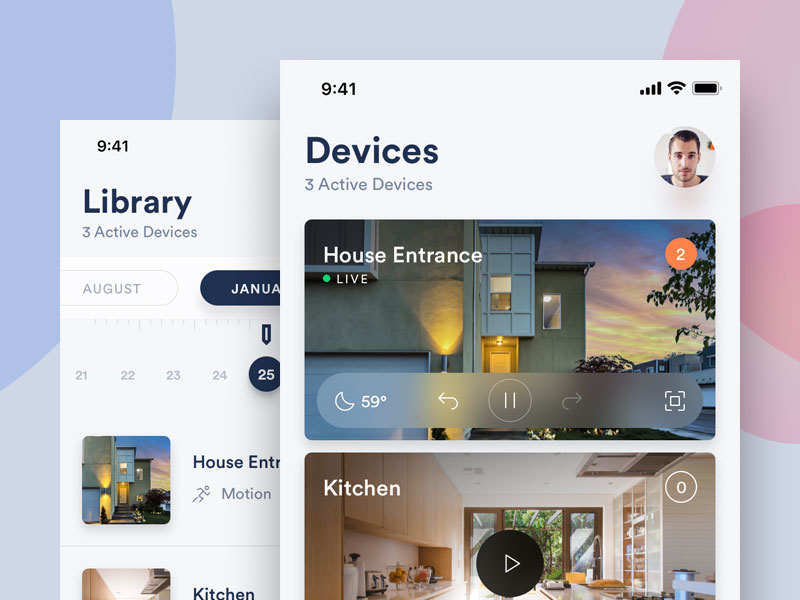 9:41
Library
3 Active Devices
AUGUST
JANUA
21 22 23 24 25
House Entr
Motion
Kitchen
9:41
Devices
3 Active Devices
House Entrance
2
LIVE
59°
Kitchen
0